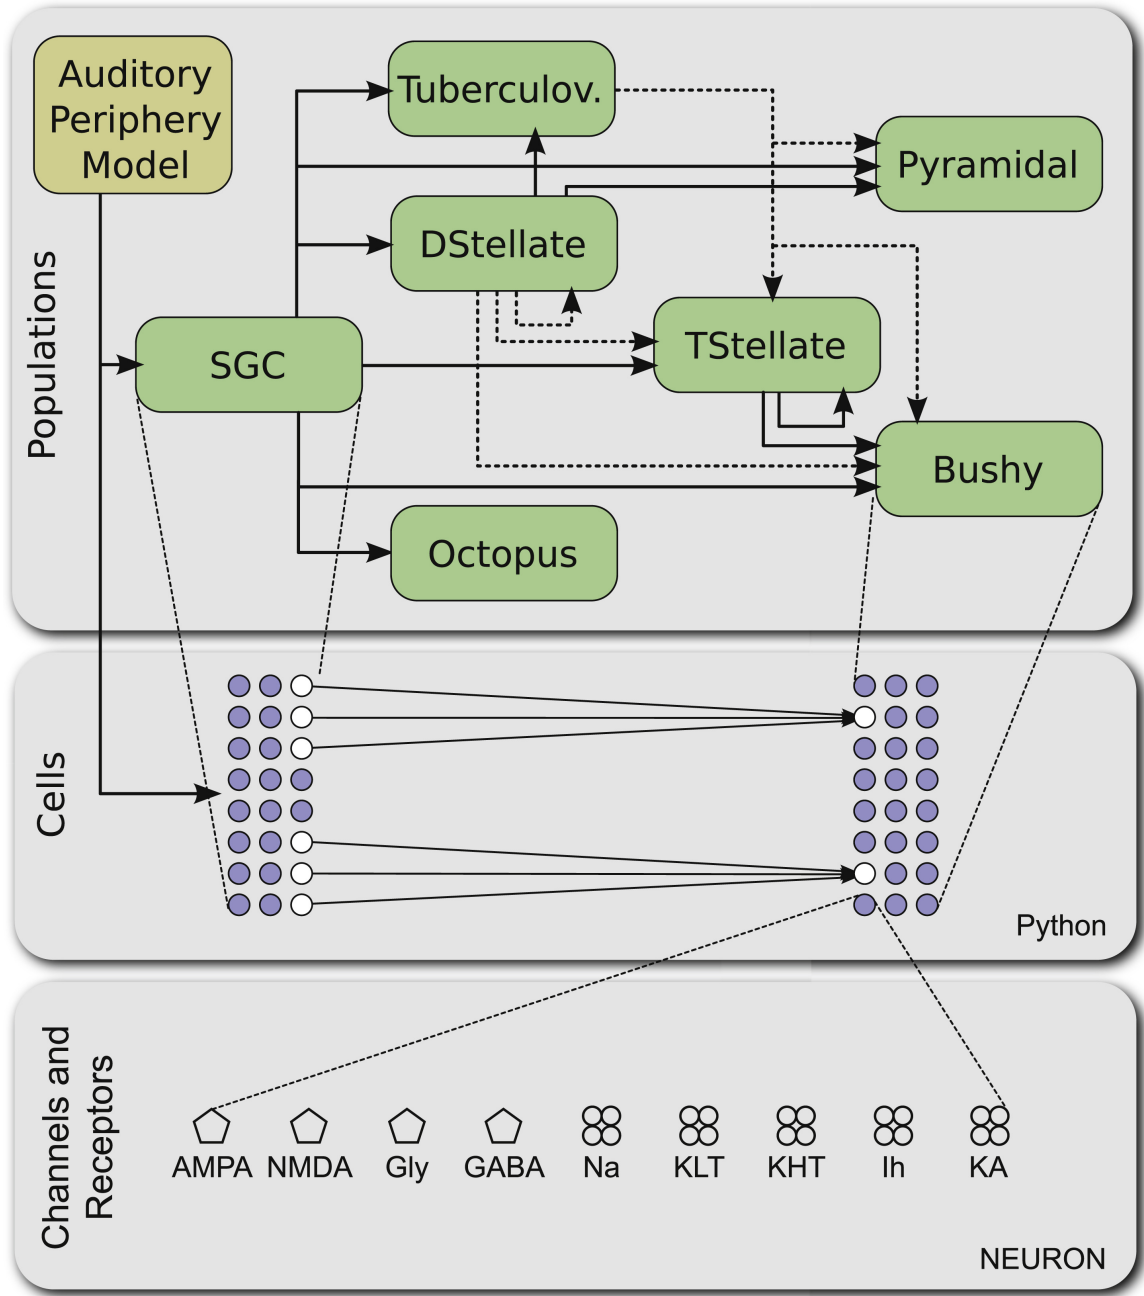 Auditory
Periphery
Model
Tuberculov.
Pyramidal
DStellate
TStellate
SGC
Bushy
Octopus
Populations
Cells
Python
Channels and
Receptors
AMPA NMDA Gly GABA Na KLT KHT Ih KA
NEURON